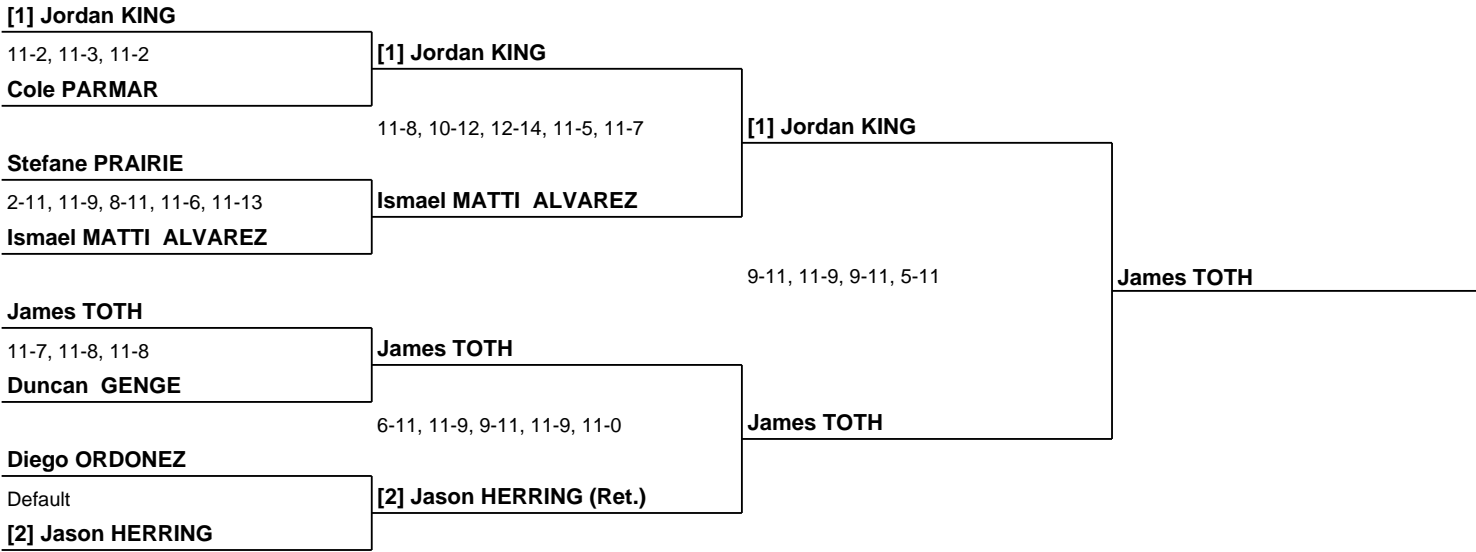 [1] Jordan KING
11-2, 11-3, 11-2
Cole PARMAR
Stefane PRAIRIE
2-11, 11-9, 8-11, 11-6, 11-13
Ismael MATTI  ALVAREZ
James TOTH
11-7, 11-8, 11-8
Duncan  GENGE
Diego ORDONEZ
Default
[2] Jason HERRING
[1] Jordan KING
11-8, 10-12, 12-14, 11-5, 11-7
Ismael MATTI  ALVAREZ
James TOTH
6-11, 11-9, 9-11, 11-9, 11-0
[2] Jason HERRING (Ret.)
[1] Jordan KING
9-11, 11-9, 9-11, 5-11
James TOTH
James TOTH